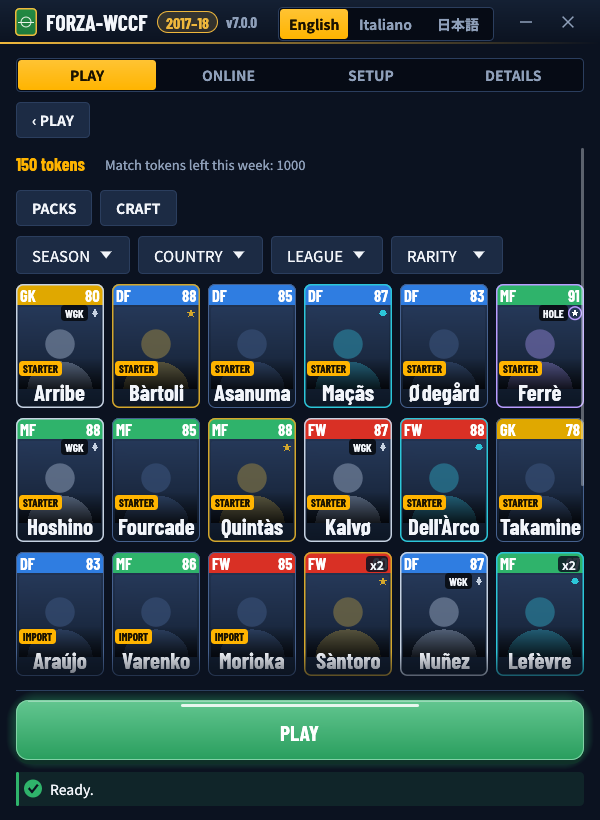 FORZA-WCCF 2017-18 v7.0.0 English Italiano 日本語
PLAY ONLINE SETUP DETAILS
‹ PLAY
150 tokens Match tokens left this week: 1000
PACKS CRAFT
SEASON COUNTRY LEAGUE RARITY
GK 80 DF 88 DF 85 DF 87 DF 83 MF 91
WGK HOLE
STARTER STARTER STARTER STARTER STARTER STARTER
Arribe Bàrtoli Asanuma Maçãs Ødegård Ferrè
MF 88 MF 85 MF 88 FW 87 FW 88 GK 78
WGK WGK
STARTER STARTER STARTER STARTER STARTER STARTER
Hoshino Fourcade Quintàs Kalvø Dell'Àrco Takamine
DF 83 MF 86 FW 85 FW x2 DF 87 MF x2
WGK
IMPORT IMPORT IMPORT
Araújo Varenko Morioka Sàntoro Nuñez Lefèvre
PLAY
Ready.